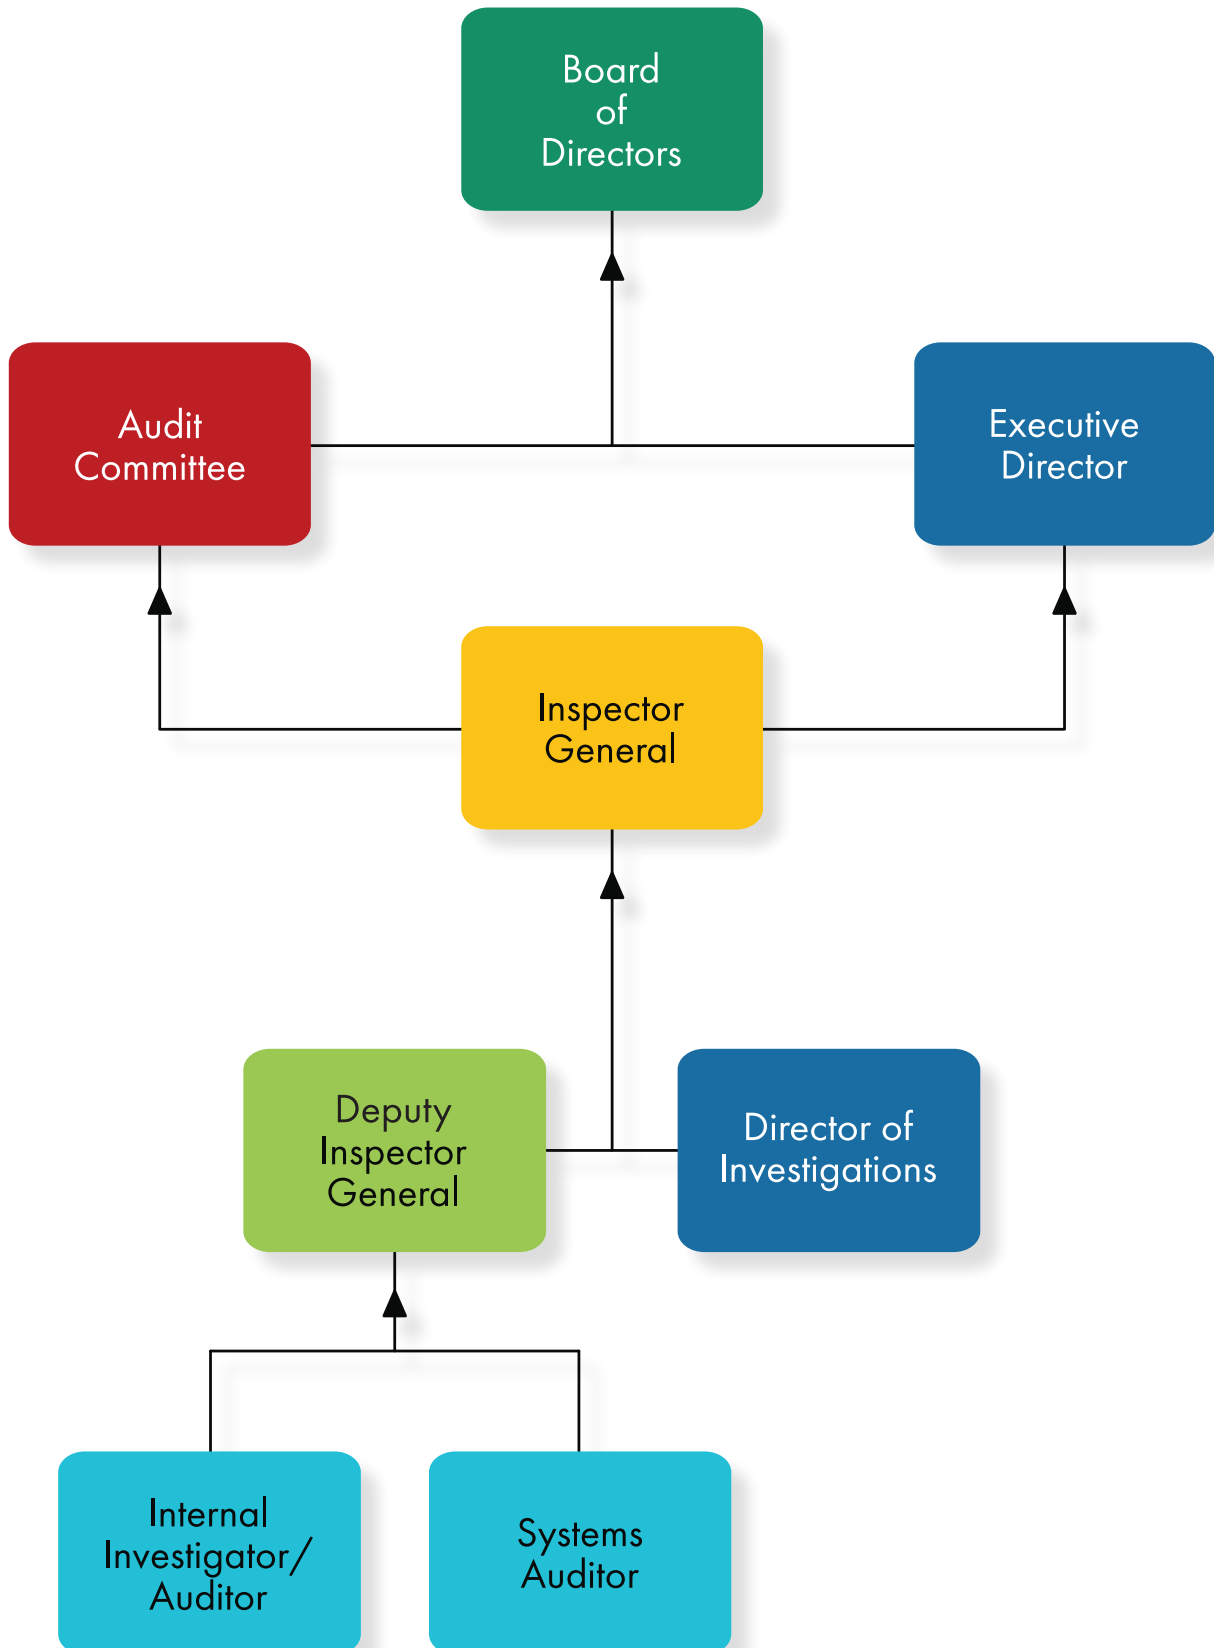 Board
of
Directors
Audit
Committee
Executive
Director
Inspector
General
Deputy
Inspector
General
Director of
Investigations
Internal
Investigator/
Auditor
Systems
Auditor